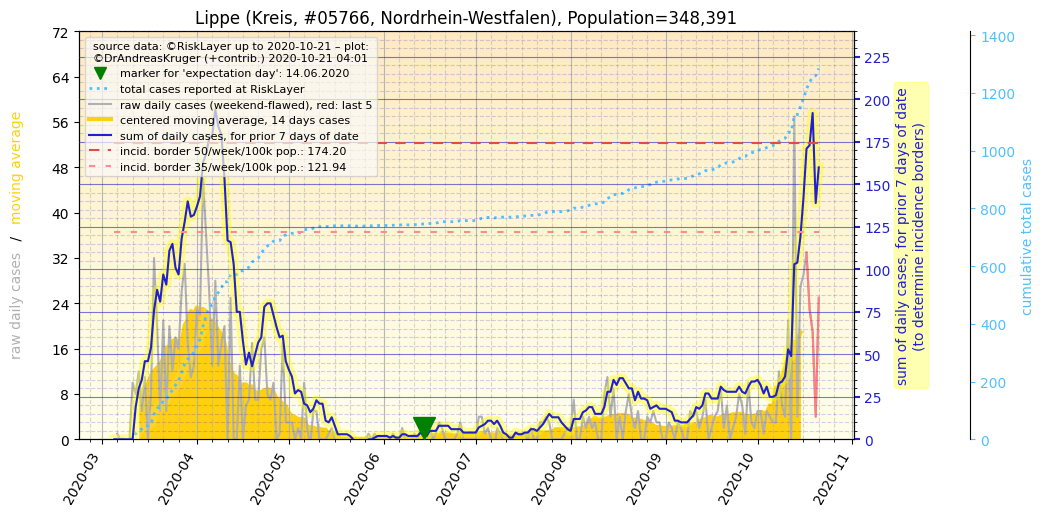 Lippe (Kreis, #05766, Nordrhein-Westfalen), Population=348,391
source data: ©RiskLayer up to 2020-10-21 – plot:
©DrAndreasKruger (+contrib.) 2020-10-21 04:01
marker for 'expectation day': 14.06.2020
total cases reported at RiskLayer
raw daily cases (weekend-flawed), red: last 5
centered moving average, 14 days cases
sum of daily cases, for prior 7 days of date
incid. border 50/week/100k pop.: 174.20
incid. border 35/week/100k pop.: 121.94
raw daily cases / moving average
72
64
56
48
40
32
24
16
8
0
2020-03
2020-04
2020-05
2020-06
2020-07
2020-08
2020-09
2020-10
2020-11
225
200
175
150
125
100
75
50
25
0
sum of daily cases, for prior 7 days of date
(to determine incidence borders)
1400
1200
1000
800
600
400
200
0
cumulative total cases